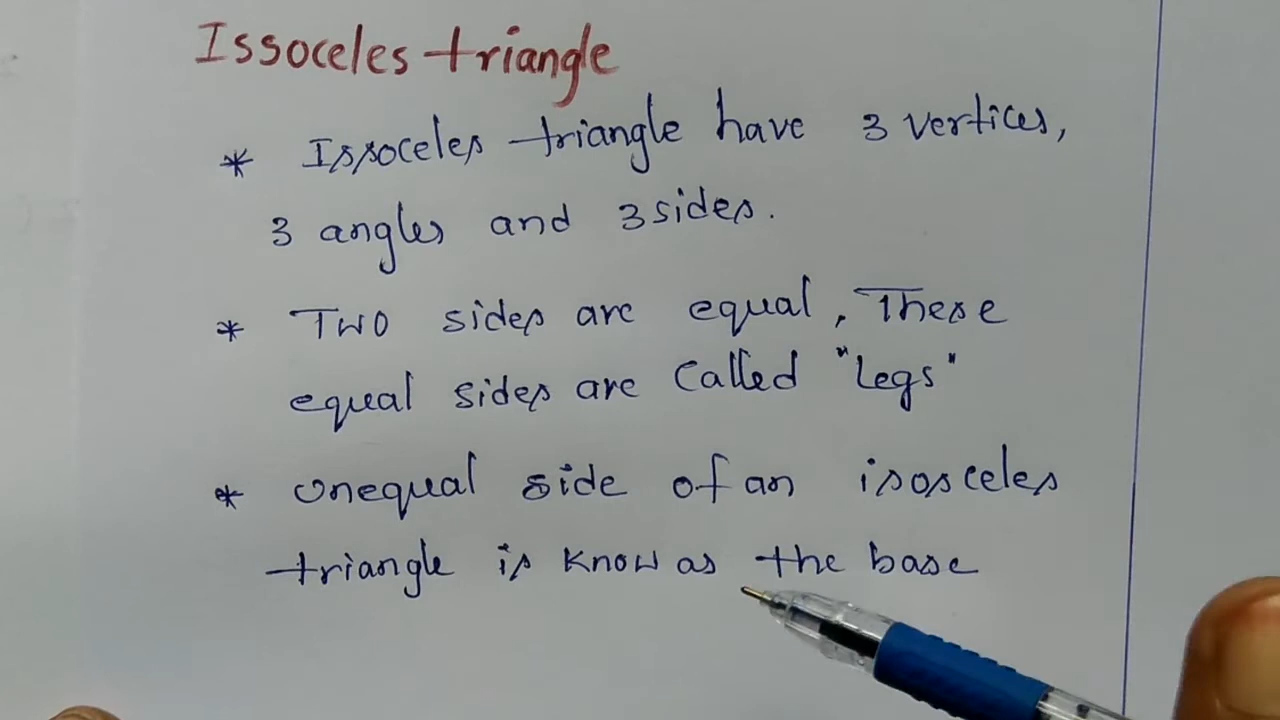 Issoceles triangle
* Issoceles triangle have 3 vertices,
3 angles and 3 sides.
* Two sides are equal, These
equal sides are called "Legs"
* unequal side of an isosceles
triangle is know as the base